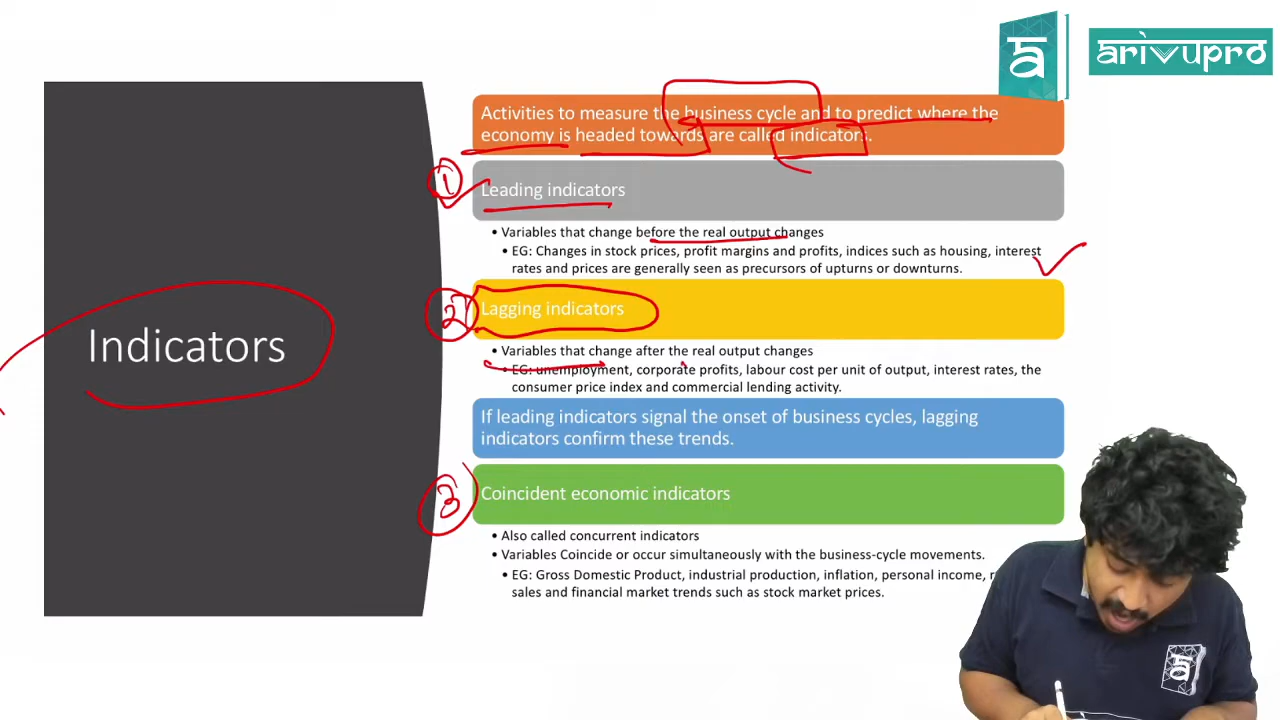 arivupro
Indicators
Activities to measure the business cycle and to predict where the
economy is headed towards are called indicators.
1
Leading indicators
• Variables that change before the real output changes
• EG: Changes in stock prices, profit margins and profits, indices such as housing, interest
rates and prices are generally seen as precursors of upturns or downturns.
2
Lagging indicators
• Variables that change after the real output changes
• EG: unemployment, corporate profits, labour cost per unit of output, interest rates, the
consumer price index and commercial lending activity.
If leading indicators signal the onset of business cycles, lagging
indicators confirm these trends.
3
Coincident economic indicators
• Also called concurrent indicators
• Variables Coincide or occur simultaneously with the business-cycle movements.
• EG: Gross Domestic Product, industrial production, inflation, personal income,
sales and financial market trends such as stock market prices.